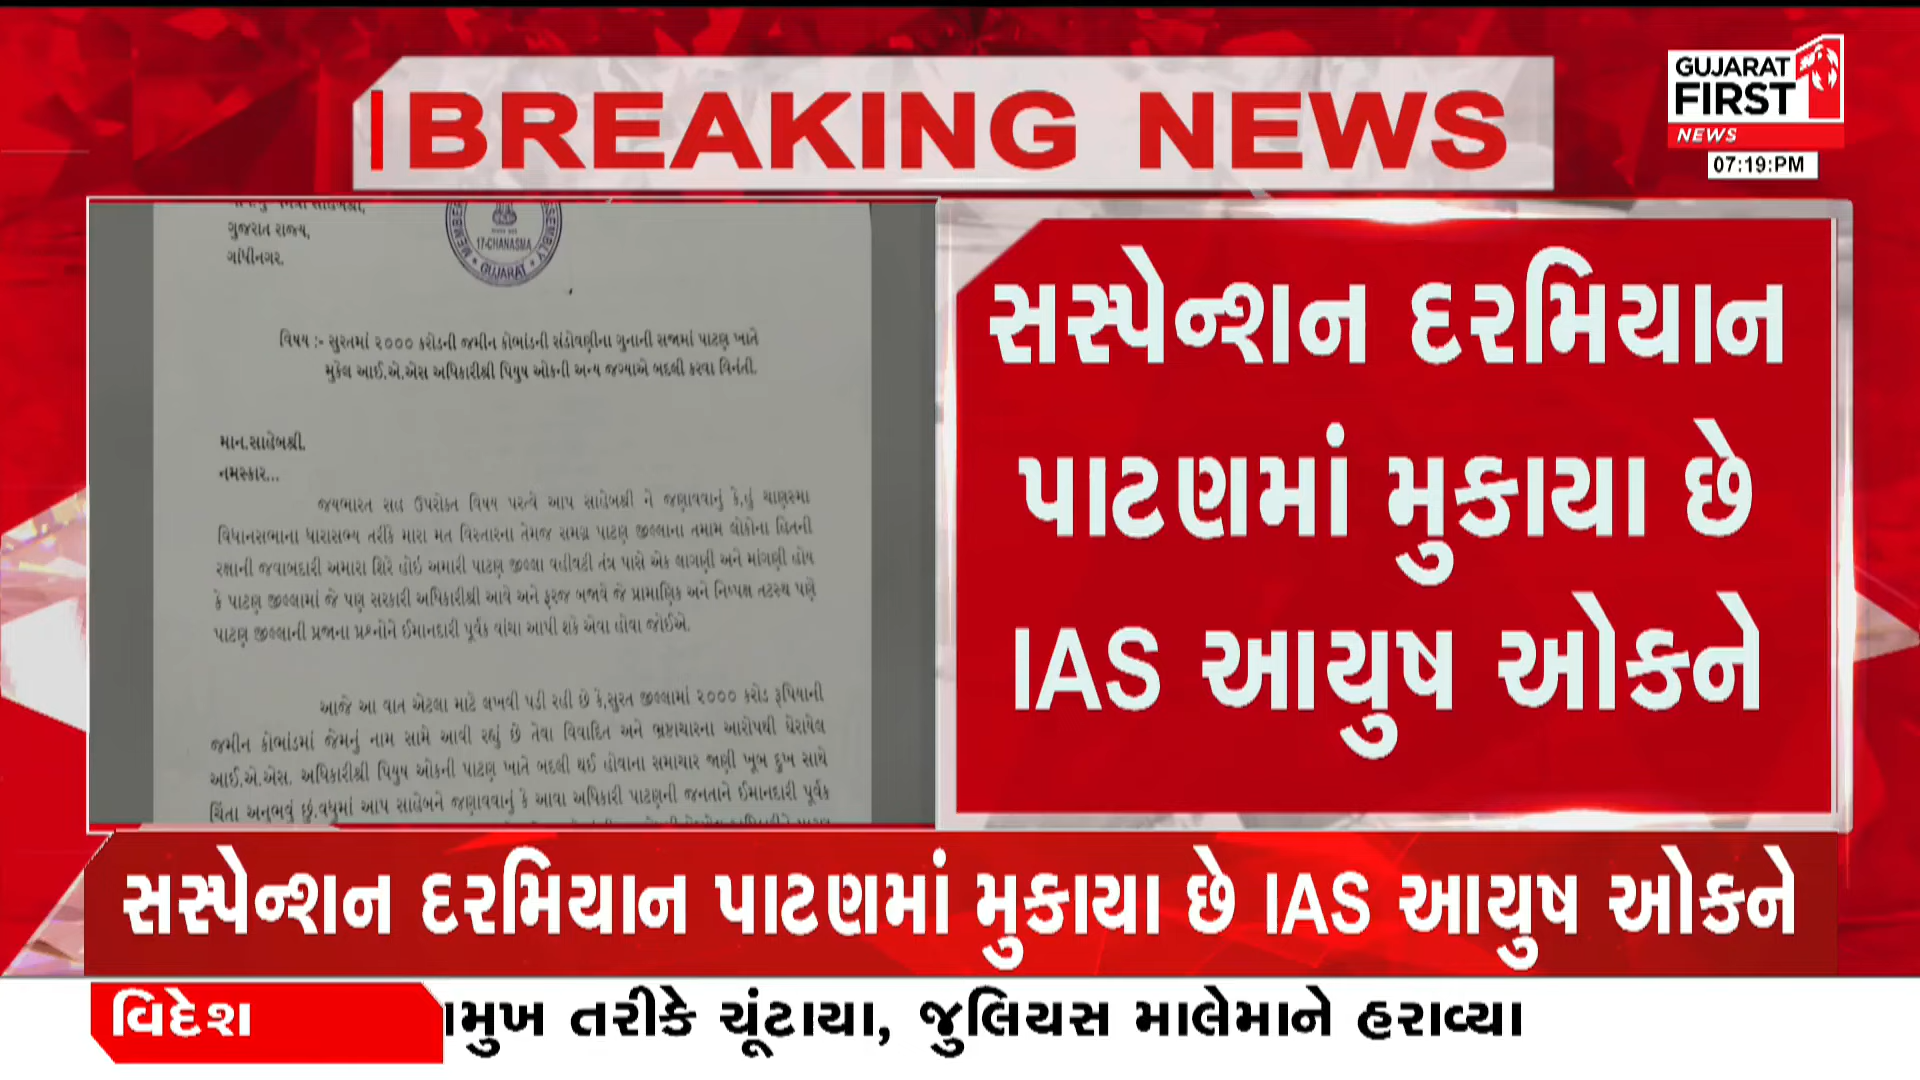 BREAKING NEWS
GUJARAT
FIRST
NEWS
07:19:PM
ગુજરાત રાજ્ય,
ગાંધીનગર.
17-CHANASMA
GUJARAT
વિષય :- સુરતમાં ૨૦૦૦ કરોડની જમીન કોભાંડની સંડોવણીના ગુનાની સજામાં પાટણ ખાતે
મુકેલ આઈ.એ.એસ અધિકારીશ્રી પિયુષ ઓકની અન્ય જગ્યાએ બદલી કરવા વિનંતી.
માન.સાહેબશ્રી.
નમસ્કાર...
જયભારત સહ ઉપરોક્ત વિષય પરત્વે આપ સાહેબશ્રી ને જણાવવાનું કે,હું ચાણસ્મા
વિધાનસભાના ધારાસભ્ય તરીકે મારા મત વિસ્તારના તેમજ સમગ્ર પાટણ જીલ્લાના તમામ લોકોના હિતની
રક્ષાની જવાબદારી અમારા શિરે હોઈ અમારી પાટણ જીલ્લા વહીવટી તંત્ર પાસે એક લાગણી અને માંગણી હોય
કે પાટણ જીલ્લામાં જે પણ સરકારી અધિકારીશ્રી આવે અને ફરજ બજાવે જે પ્રામાણિક અને નિષ્પક્ષ તટસ્થ પણે
પાટણ જીલ્લાની પ્રજાના પ્રશ્નોને ઈમાનદારી પૂર્વક વાંચા આપી શકે એવા હોવા જોઈએ.
આજે આ વાત એટલા માટે લખવી પડી રહી છે કે,સુરત જીલ્લામાં ૨૦૦૦ કરોડ રૂપિયાની
જમીન કોભાંડમાં જેમનું નામ સામે આવી રહ્યું છે તેવા વિવાદિત અને ભ્રષ્ટાચારના આરોપથી ઘેરાયેલ
આઈ.એ.એસ. અધિકારીશ્રી પિયુષ ઓકની પાટણ ખાતે બદલી થઈ હોવાના સમાચાર જાણી ખૂબ દુખ સાથે
ચિંતા અનુભવું છું.વધુમાં આપ સાહેબને જણાવવાનું કે આવા અધિકારી પાટણની જનતાને ઈમાનદારી પૂર્વક
સસ્પેન્શન દરમિયાન
પાટણમાં મુકાયા છે
IAS આયુષ ઓકને
સસ્પેન્શન દરમિયાન પાટણમાં મુકાયા છે IAS આયુષ ઓકને
વિદેશ
તરીકે ચૂંટાયા, જુલિયસ માલેમાને હરાવ્યા